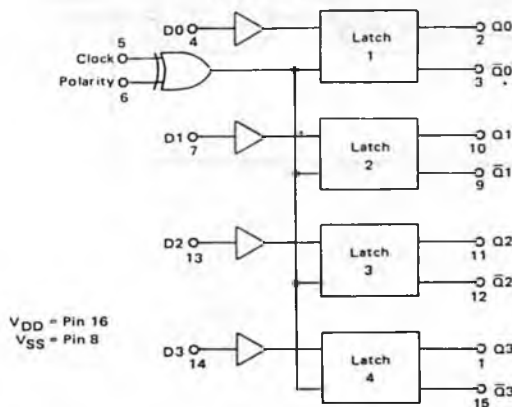 D0
4
Latch
1
Q0
2
Q̅0
3
5
Clock
Polarity
6
D1
7
Latch
2
Q1
10
Q̅1
9
D2
13
Latch
3
Q2
11
Q̅2
12
VDD = Pin 16
VSS = Pin 8
D3
14
Latch
4
Q3
1
Q̅3
15